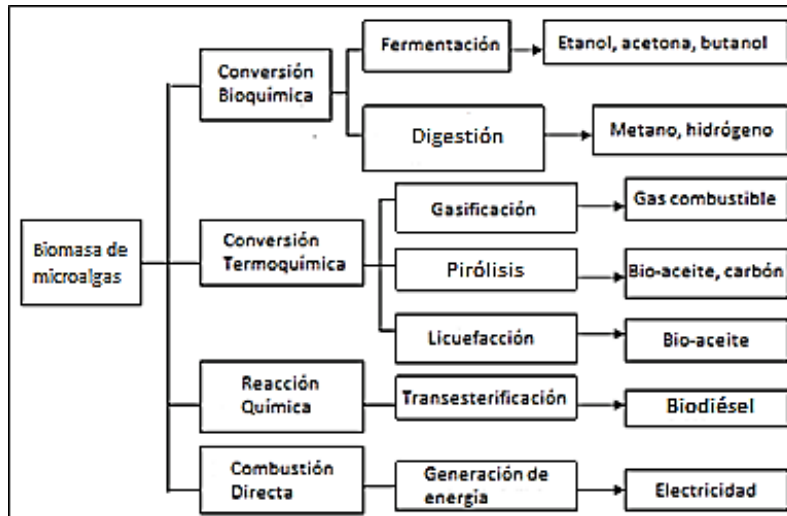 Biomasa de
microalgas
Conversión
Bioquímica
Fermentación
Etanol, acetona, butanol
Digestión
Metano, hidrógeno
Conversión
Termoquímica
Gasificación
Gas combustible
Pirólisis
Bio-aceite, carbón
Licuefacción
Bio-aceite
Reacción
Química
Transesterificación
Biodiésel
Combustión
Directa
Generación de
energia
Electricidad